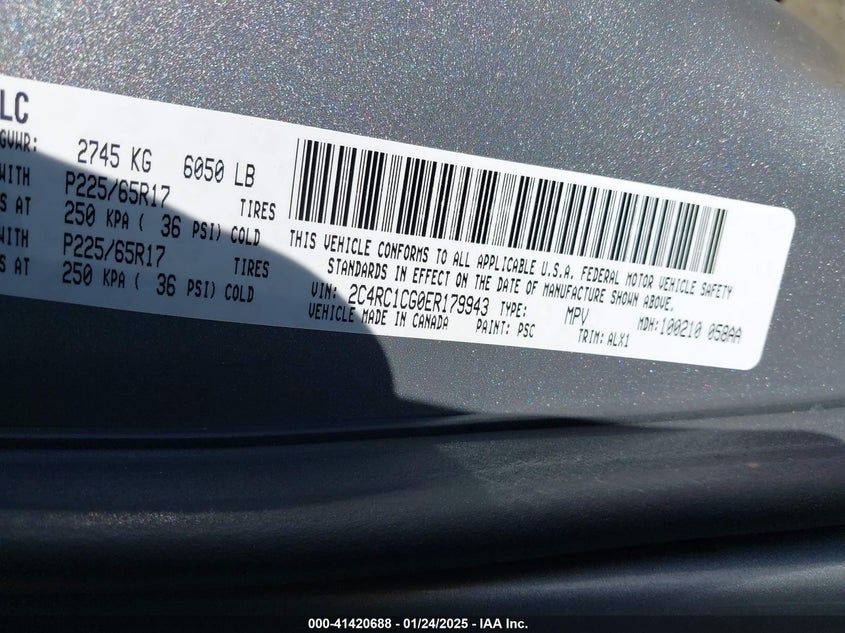 LC
GVWR: 2745 KG 6050 LB
WITH P225/65R17 TIRES
S AT 250 KPA ( 36 PSI) COLD
WITH P225/65R17 TIRES
S AT 250 KPA ( 36 PSI) COLD
THIS VEHICLE CONFORMS TO ALL APPLICABLE U.S.A. FEDERAL MOTOR VEHICLE SAFETY
STANDARDS IN EFFECT ON THE DATE OF MANUFACTURE SHOWN ABOVE.
VIN: 2C4RC1CG0ER179943 TYPE: MPV MDH:100210 058AA
VEHICLE MADE IN CANADA PAINT: PSC TRIM: ALX1
000-41420688 - 01/24/2025 - IAA Inc.